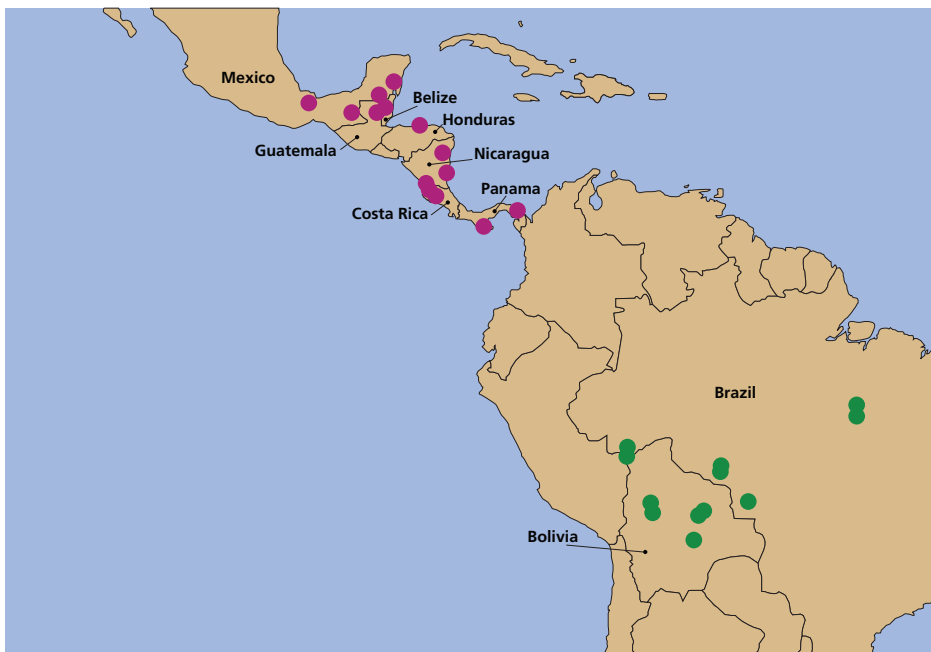 Mexico
Belize
Honduras
Guatemala
Nicaragua
Panama
Costa Rica
Brazil
Bolivia